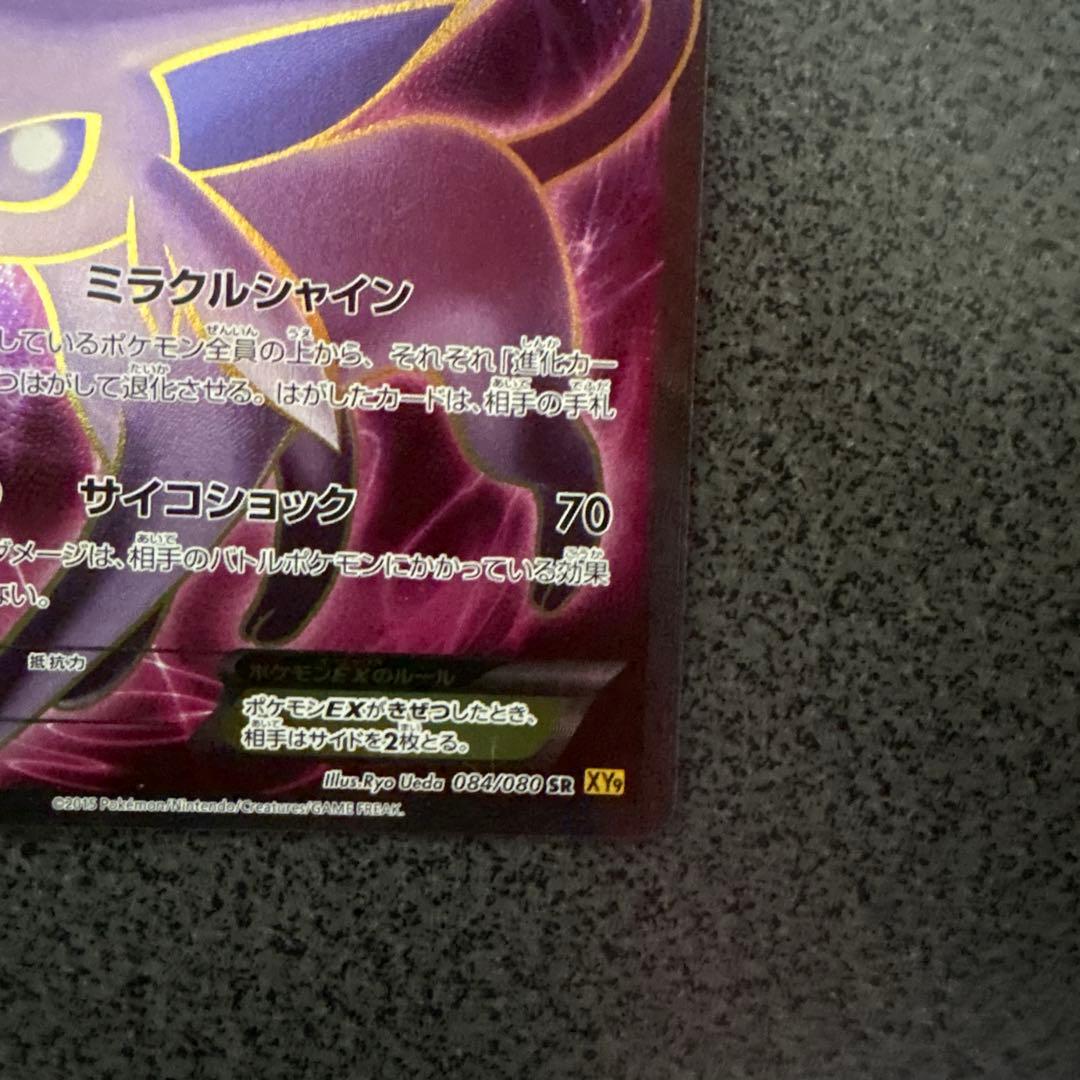 ミラクルシャイン
しているポケモン全員の上から、それぞれ「進化カー
つはがして退化させる。はがしたカードは、相手の手札
サイコショック 70
ダメージは、相手のバトルポケモンにかかっている効果
ない。
抵抗力
ポケモンEXのルール
ポケモンEXがきぜつしたとき、
相手はサイドを2枚とる。
Illus.Ryo Ueda 084/080 SR XY9
©2015 Pokémon/Nintendo/Creatures/GAME FREAK.